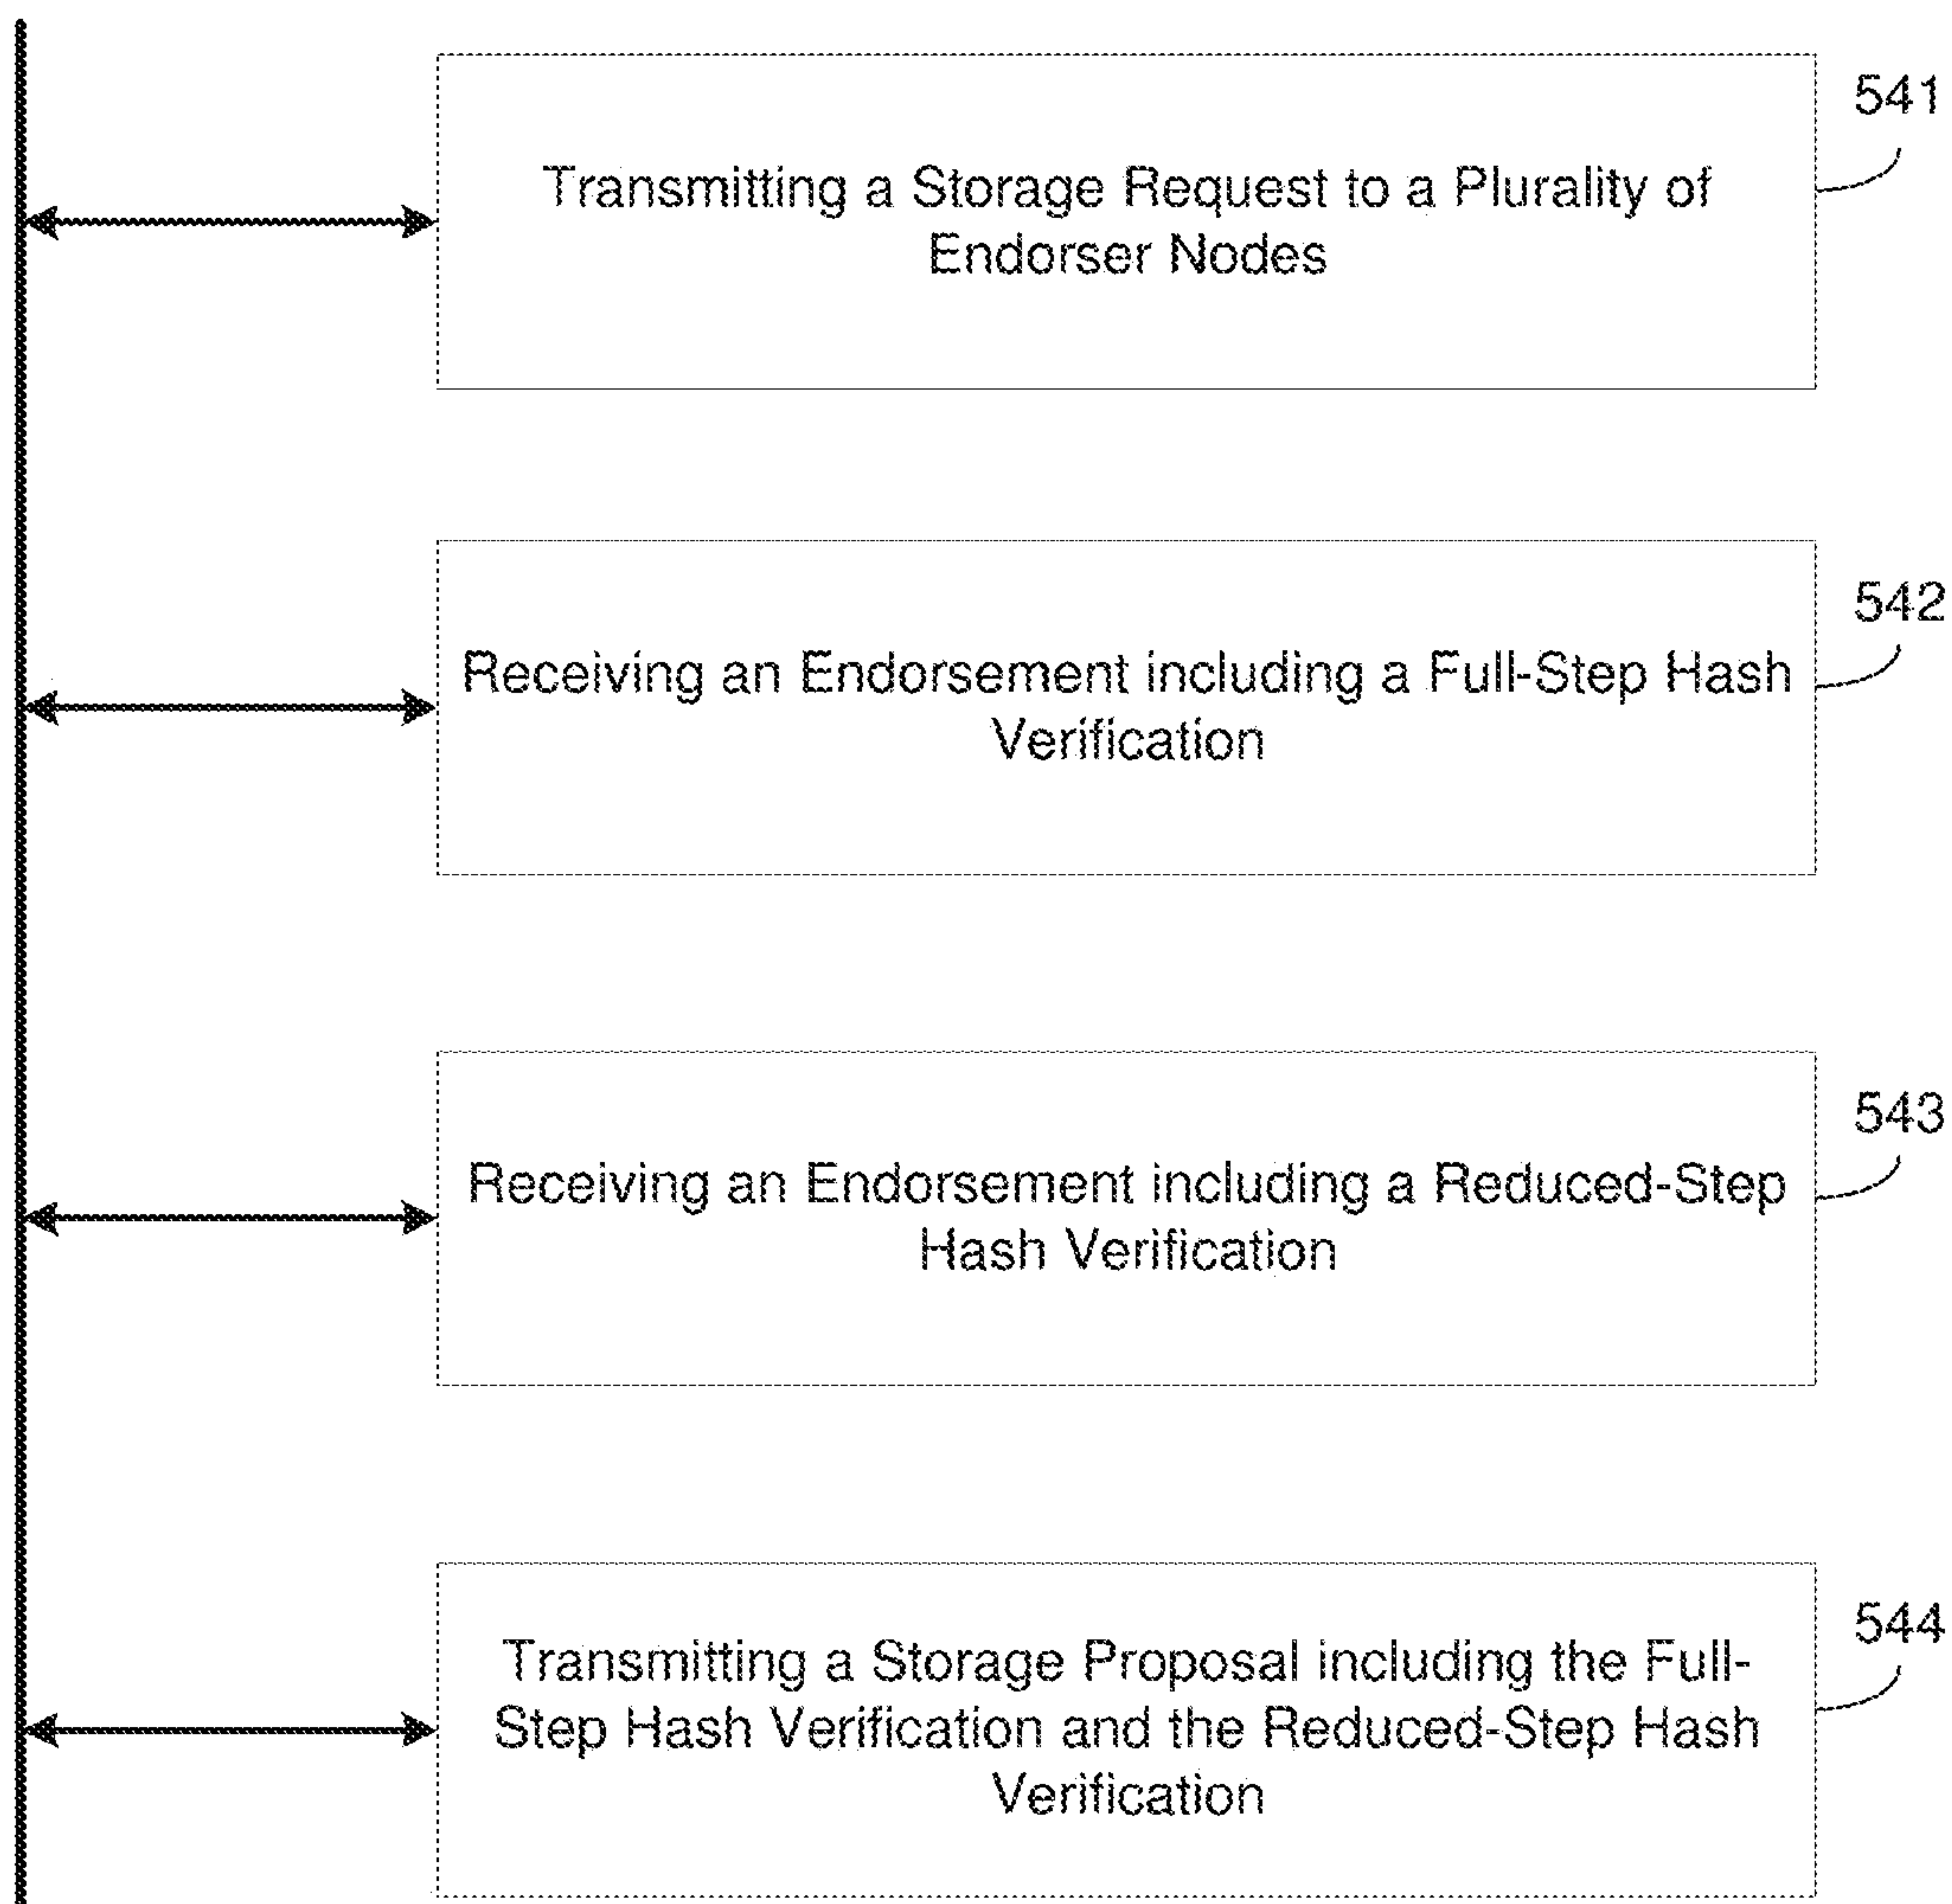 541
Transmitting a Storage Request to a Plurality of
Endorser Nodes
542
Receiving an Endorsement including a Full-Step Hash
Verification
543
Receiving an Endorsement including a Reduced-Step
Hash Verification
544
Transmitting a Storage Proposal including the Full-
Step Hash Verification and the Reduced-Step Hash
Verification